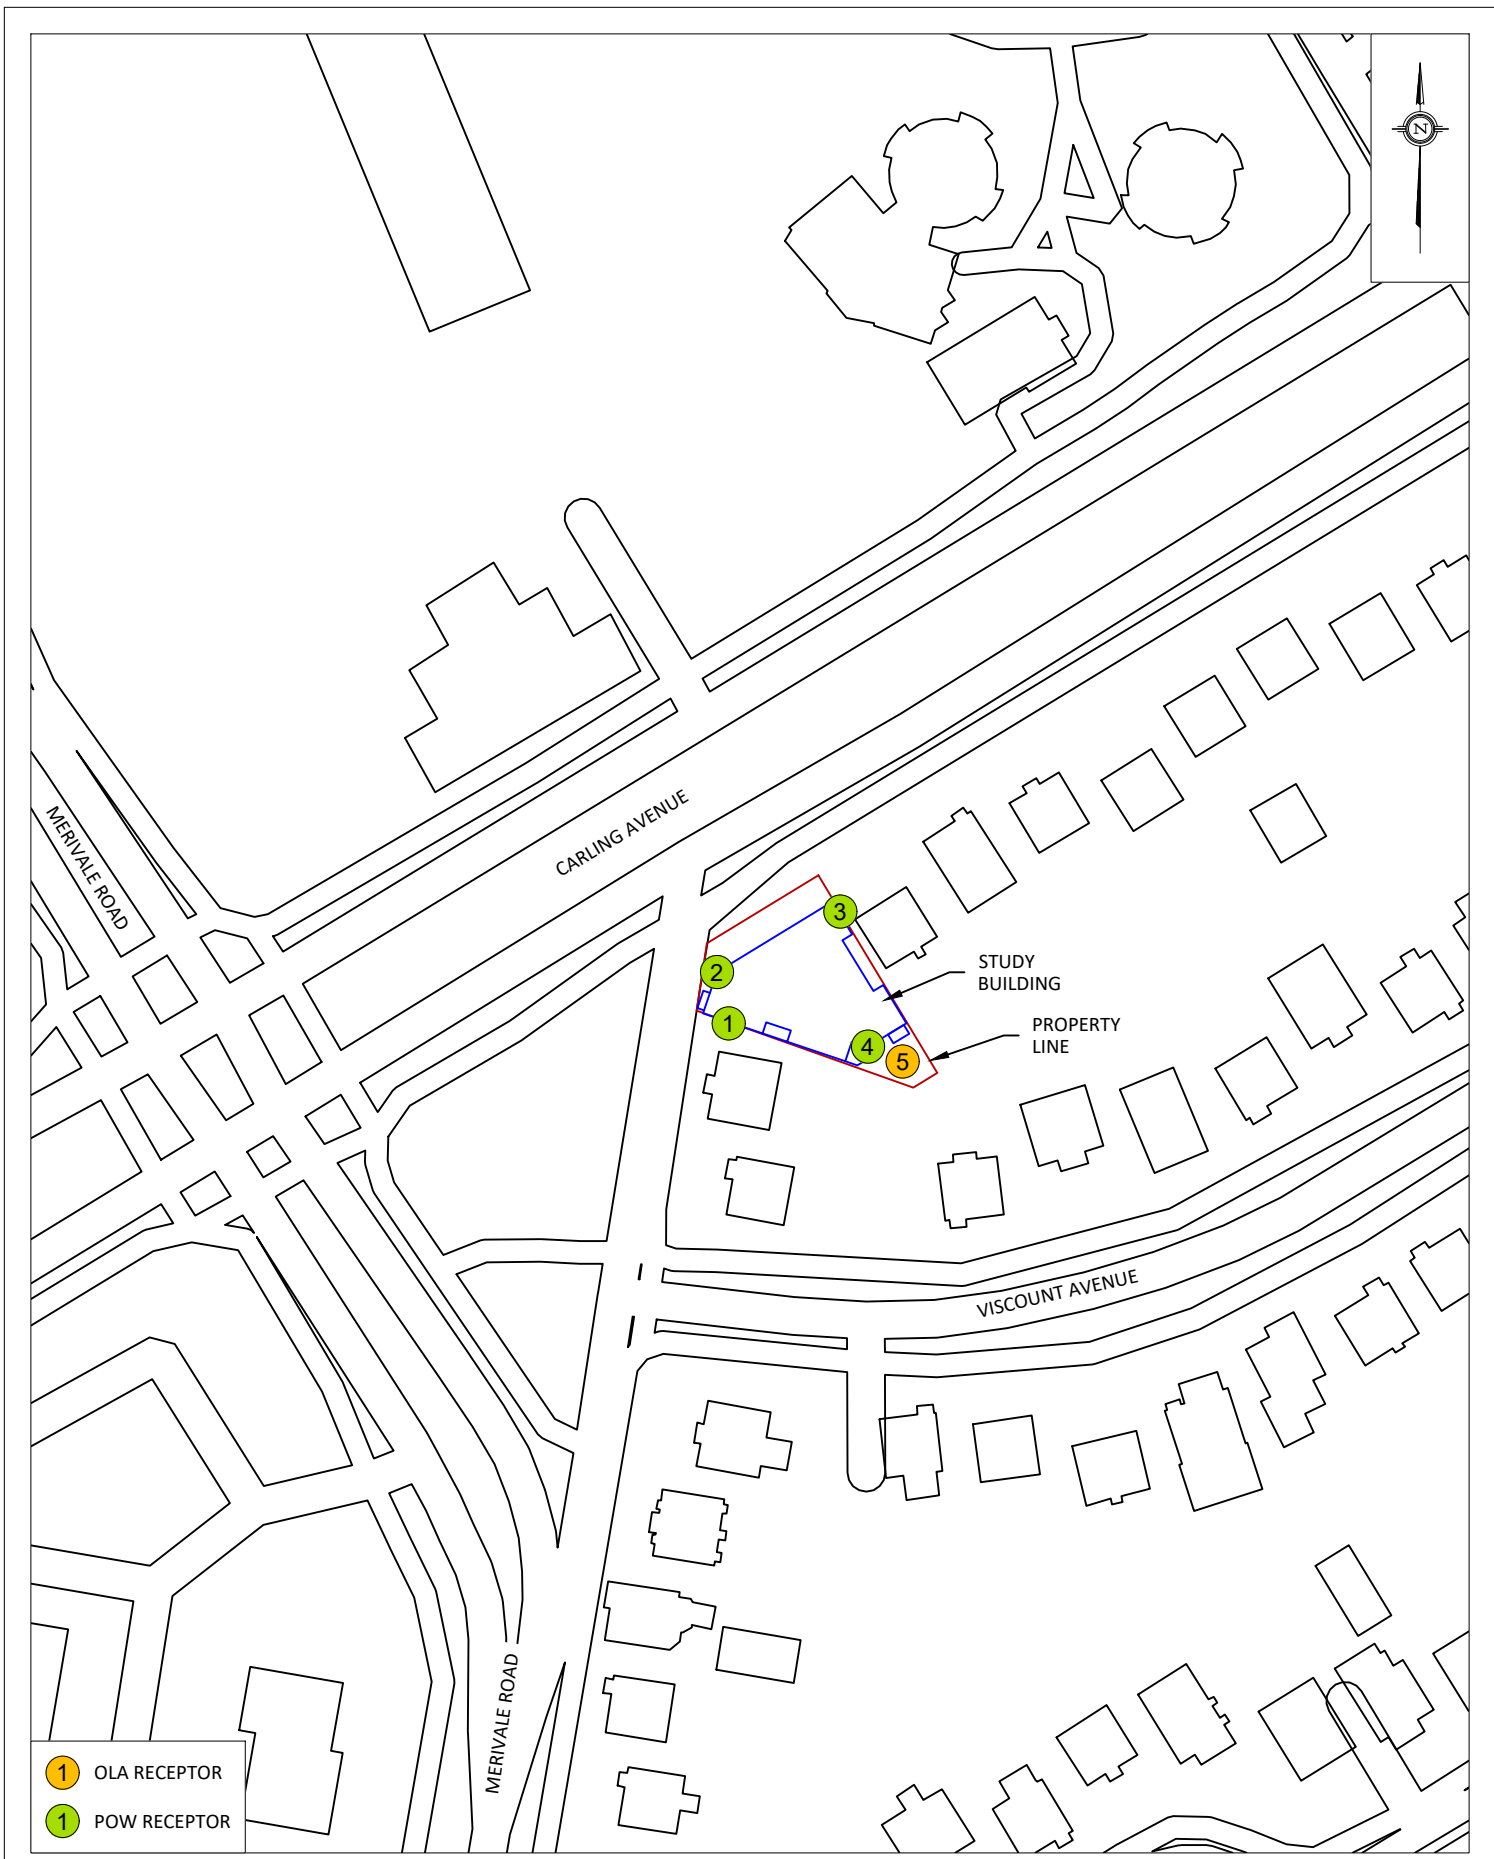 N
MERIVALE ROAD
CARLING AVENUE
3
2
STUDY
BUILDING
1
PROPERTY
LINE
4
5
VISCOUNT AVENUE
MERIVALE ROAD
1 OLA RECEPTOR
1 POW RECEPTOR